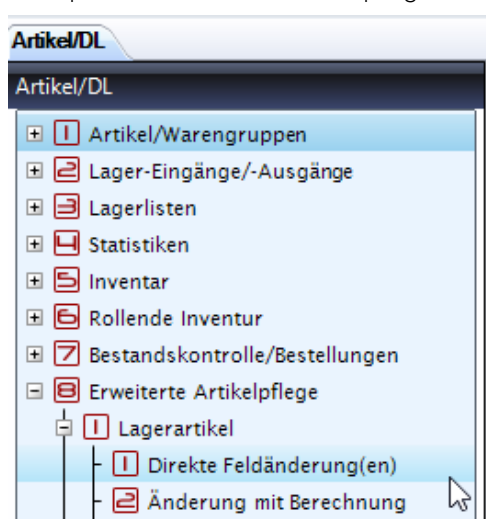 Artikel/DL
Artikel/DL
1 Artikel/Warengruppen
2 Lager-Eingänge/-Ausgänge
3 Lagerlisten
4 Statistiken
5 Inventar
6 Rollende Inventur
7 Bestandskontrolle/Bestellungen
8 Erweiterte Artikelpflege
1 Lagerartikel
1 Direkte Feldänderung(en)
2 Änderung mit Berechnung